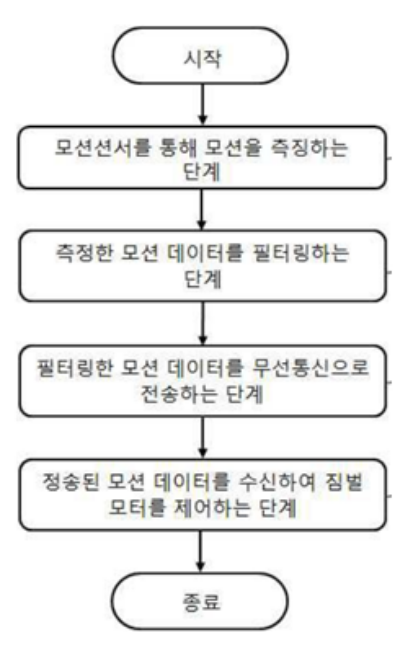 시작
모션션서를 통해 모션을 측징하는
단계
측정한 모션 데이터를 필터링하는
단계
필터링한 모션 데이터를 무선통신으로
전송하는 단계
정송된 모션 데이터를 수신하여 짐벌
모터를 제어하는 단계
종료